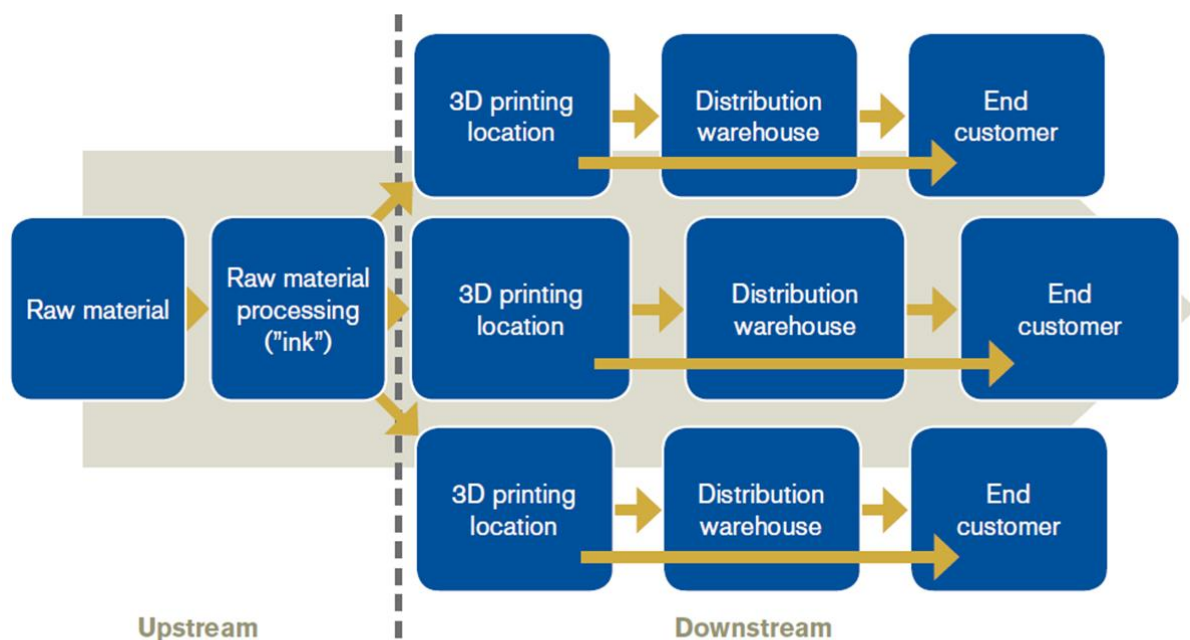 3D printing
location
Distribution
warehouse
End
customer
Raw material
Raw material
processing
(”ink”)
3D printing
location
Distribution
warehouse
End
customer
3D printing
location
Distribution
warehouse
End
customer
Upstream
Downstream